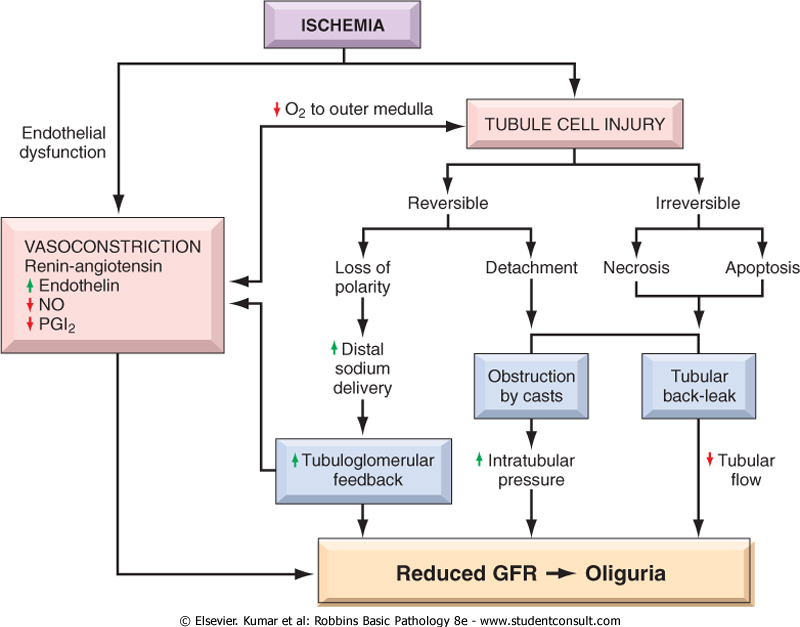 ISCHEMIA
↓ O₂ to outer medulla
TUBULE CELL INJURY
Endothelial
dysfunction
Reversible
Irreversible
VASOCONSTRICTION
Renin-angiotensin
↑ Endothelin
↓ NO
↓ PGI₂
Loss of
polarity
Detachment
Necrosis
Apoptosis
↑ Distal
sodium
delivery
Obstruction
by casts
Tubular
back-leak
↑ Tubuloglomerular
feedback
↑ Intratubular
pressure
↓ Tubular
flow
Reduced GFR → Oliguria
© Elsevier. Kumar et al: Robbins Basic Pathology 8e - www.studentconsult.com